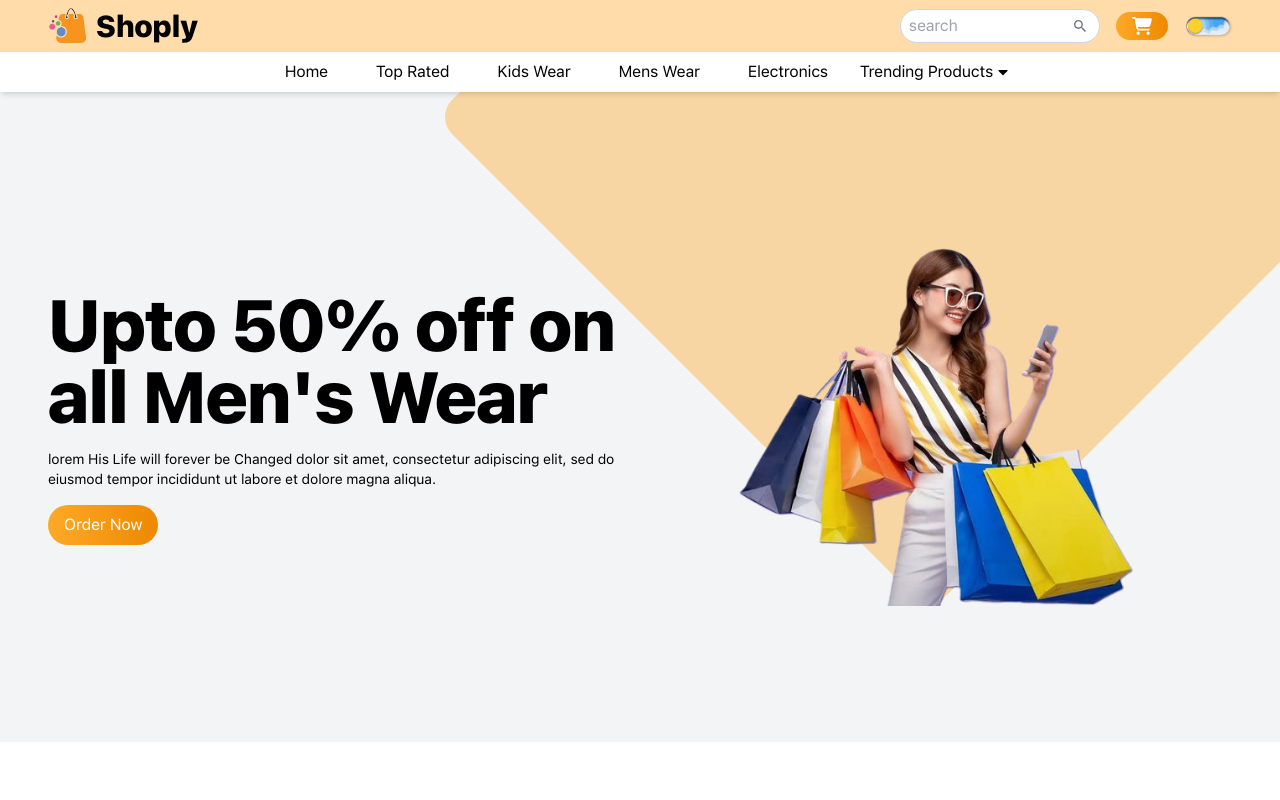 Shoply
search
Home Top Rated Kids Wear Mens Wear Electronics Trending Products
Upto 50% off on
all Men's Wear
lorem His Life will forever be Changed dolor sit amet, consectetur adipiscing elit, sed do
eiusmod tempor incididunt ut labore et dolore magna aliqua.
Order Now